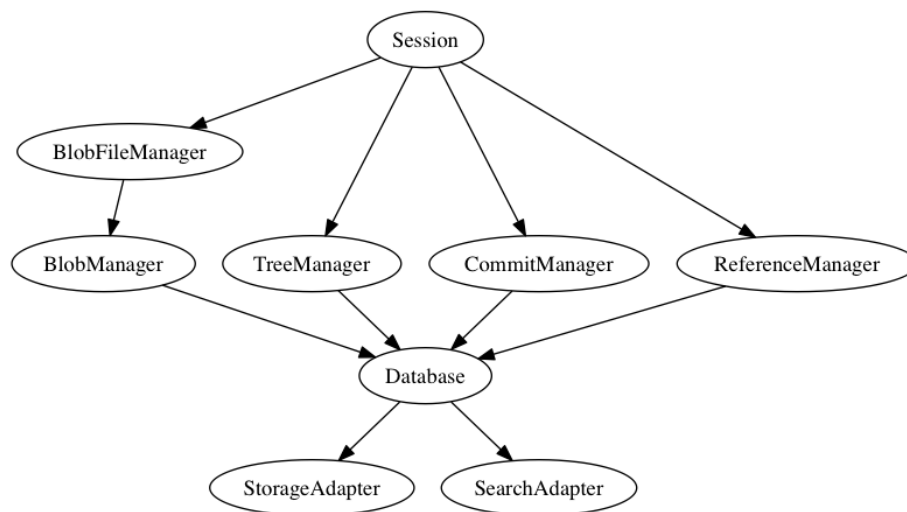 Session
BlobFileManager
BlobManager
TreeManager
CommitManager
ReferenceManager
Database
StorageAdapter
SearchAdapter